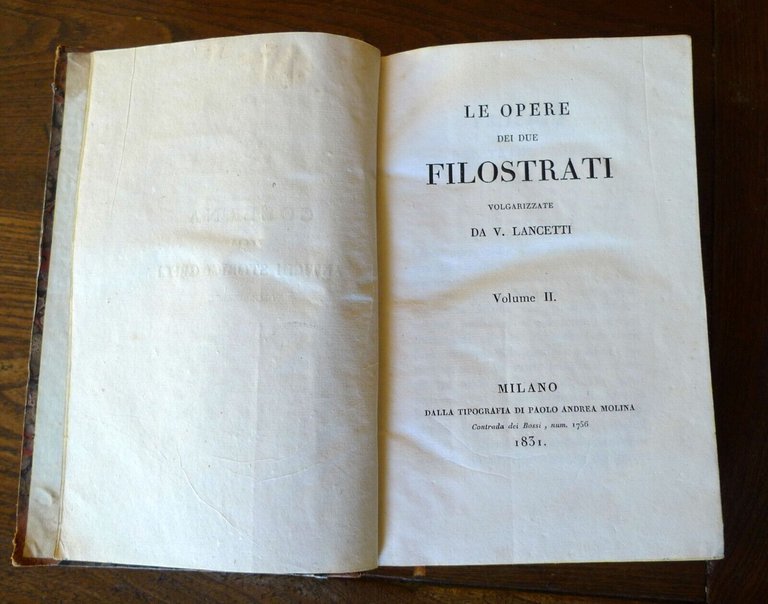 LE OPERE
DEI DUE
FILOSTRATI
VOLGARIZZATE
DA V. LANCETTI
Volume II.
MILANO
DALLA TIPOGRAFIA DI PAOLO ANDREA MOLINA
Contrada dei Bossi, num. 1756
1831.